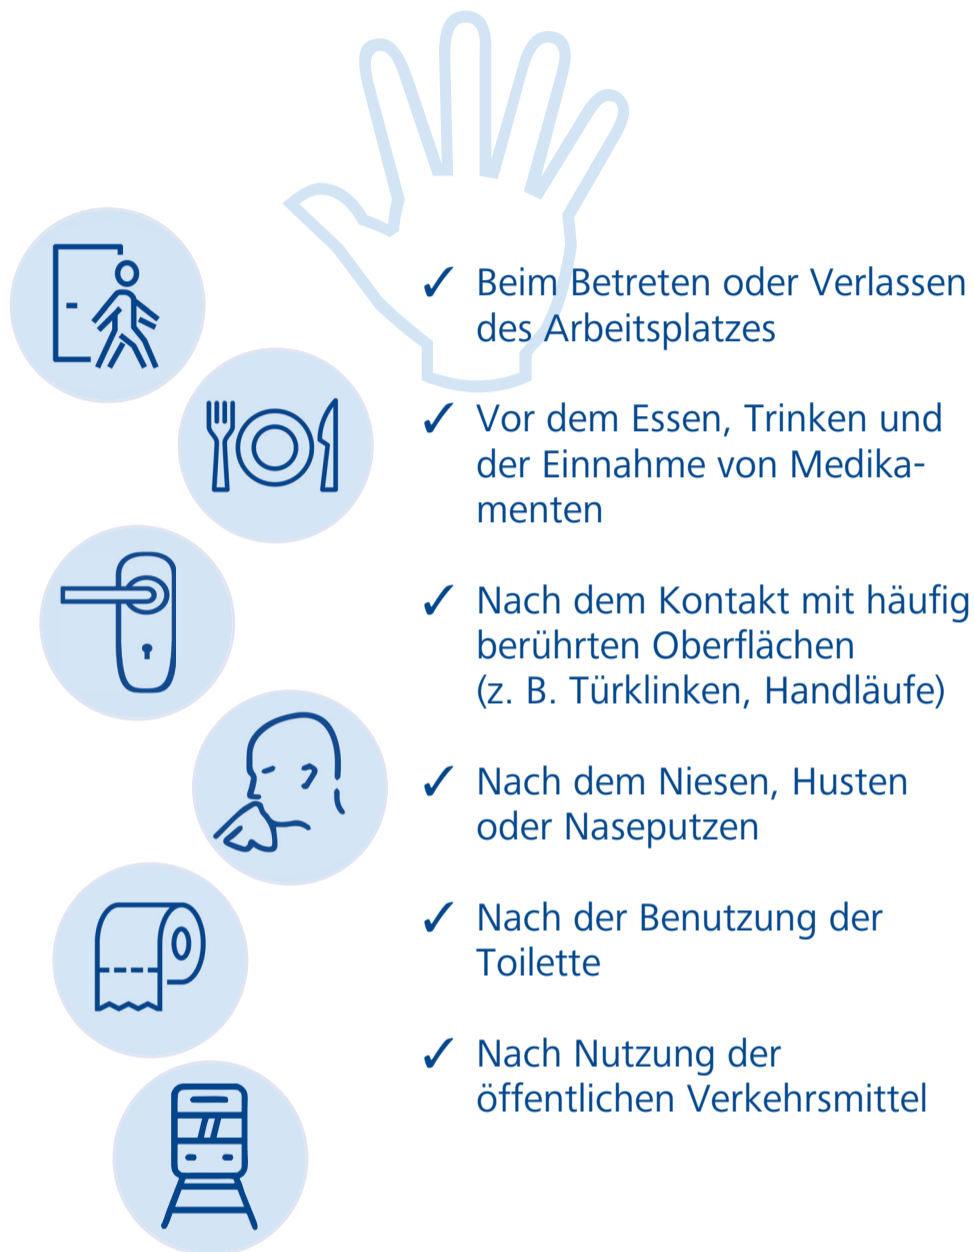 ✓ Beim Betreten oder Verlassen
des Arbeitsplatzes
✓ Vor dem Essen, Trinken und
der Einnahme von Medika-
menten
✓ Nach dem Kontakt mit häufig
berührten Oberflächen
(z. B. Türklinken, Handläufe)
✓ Nach dem Niesen, Husten
oder Naseputzen
✓ Nach der Benutzung der
Toilette
✓ Nach Nutzung der
öffentlichen Verkehrsmittel